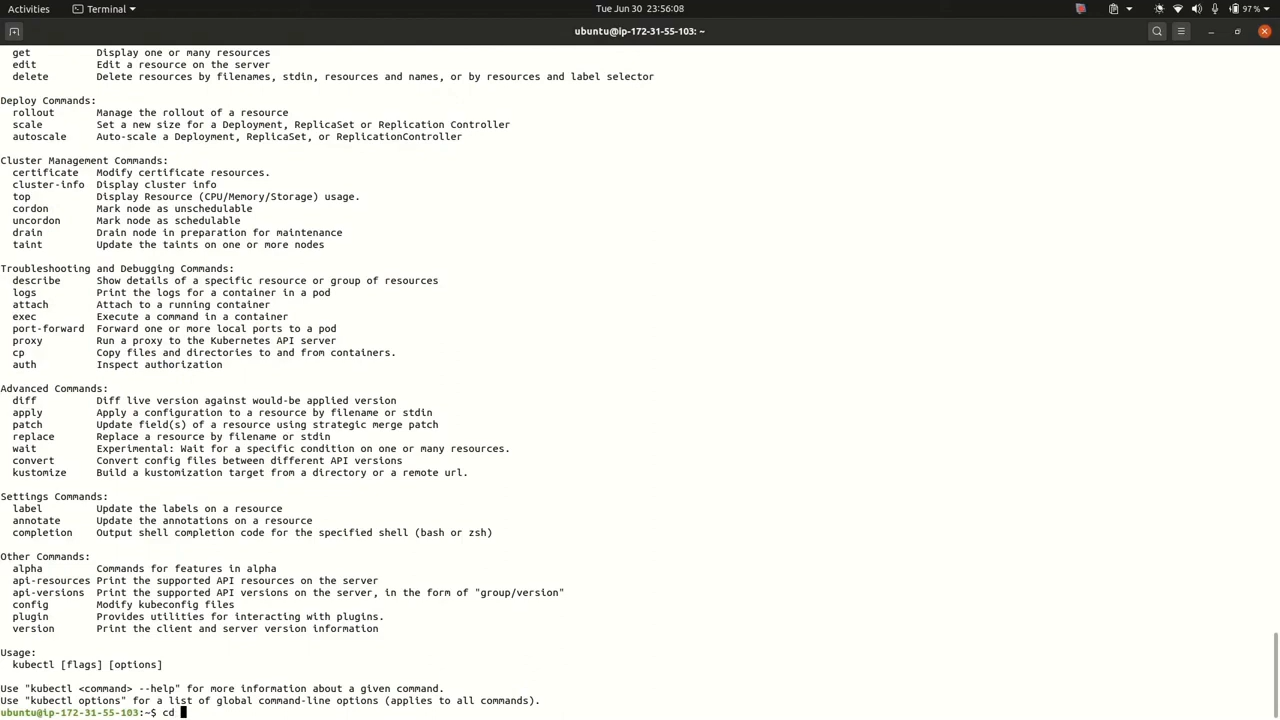 Activities Terminal Tue Jun 30 23:56:08 97 %
ubuntu@ip-172-31-55-103: ~
get Display one or many resources
edit Edit a resource on the server
delete Delete resources by filenames, stdin, resources and names, or by resources and label selector
Deploy Commands:
rollout Manage the rollout of a resource
scale Set a new size for a Deployment, ReplicaSet or Replication Controller
autoscale Auto-scale a Deployment, ReplicaSet, or ReplicationController
Cluster Management Commands:
certificate Modify certificate resources.
cluster-info Display cluster info
top Display Resource (CPU/Memory/Storage) usage.
cordon Mark node as unschedulable
uncordon Mark node as schedulable
drain Drain node in preparation for maintenance
taint Update the taints on one or more nodes
Troubleshooting and Debugging Commands:
describe Show details of a specific resource or group of resources
logs Print the logs for a container in a pod
attach Attach to a running container
exec Execute a command in a container
port-forward Forward one or more local ports to a pod
proxy Run a proxy to the Kubernetes API server
cp Copy files and directories to and from containers.
auth Inspect authorization
Advanced Commands:
diff Diff live version against would-be applied version
apply Apply a configuration to a resource by filename or stdin
patch Update field(s) of a resource using strategic merge patch
replace Replace a resource by filename or stdin
wait Experimental: Wait for a specific condition on one or many resources.
convert Convert config files between different API versions
kustomize Build a kustomization target from a directory or a remote url.
Settings Commands:
label Update the labels on a resource
annotate Update the annotations on a resource
completion Output shell completion code for the specified shell (bash or zsh)
Other Commands:
alpha Commands for features in alpha
api-resources Print the supported API resources on the server
api-versions Print the supported API versions on the server, in the form of "group/version"
config Modify kubeconfig files
plugin Provides utilities for interacting with plugins.
version Print the client and server version information
Usage:
kubectl [flags] [options]
Use "kubectl <command> --help" for more information about a given command.
Use "kubectl options" for a list of global command-line options (applies to all commands).
ubuntu@ip-172-31-55-103:~$ cd